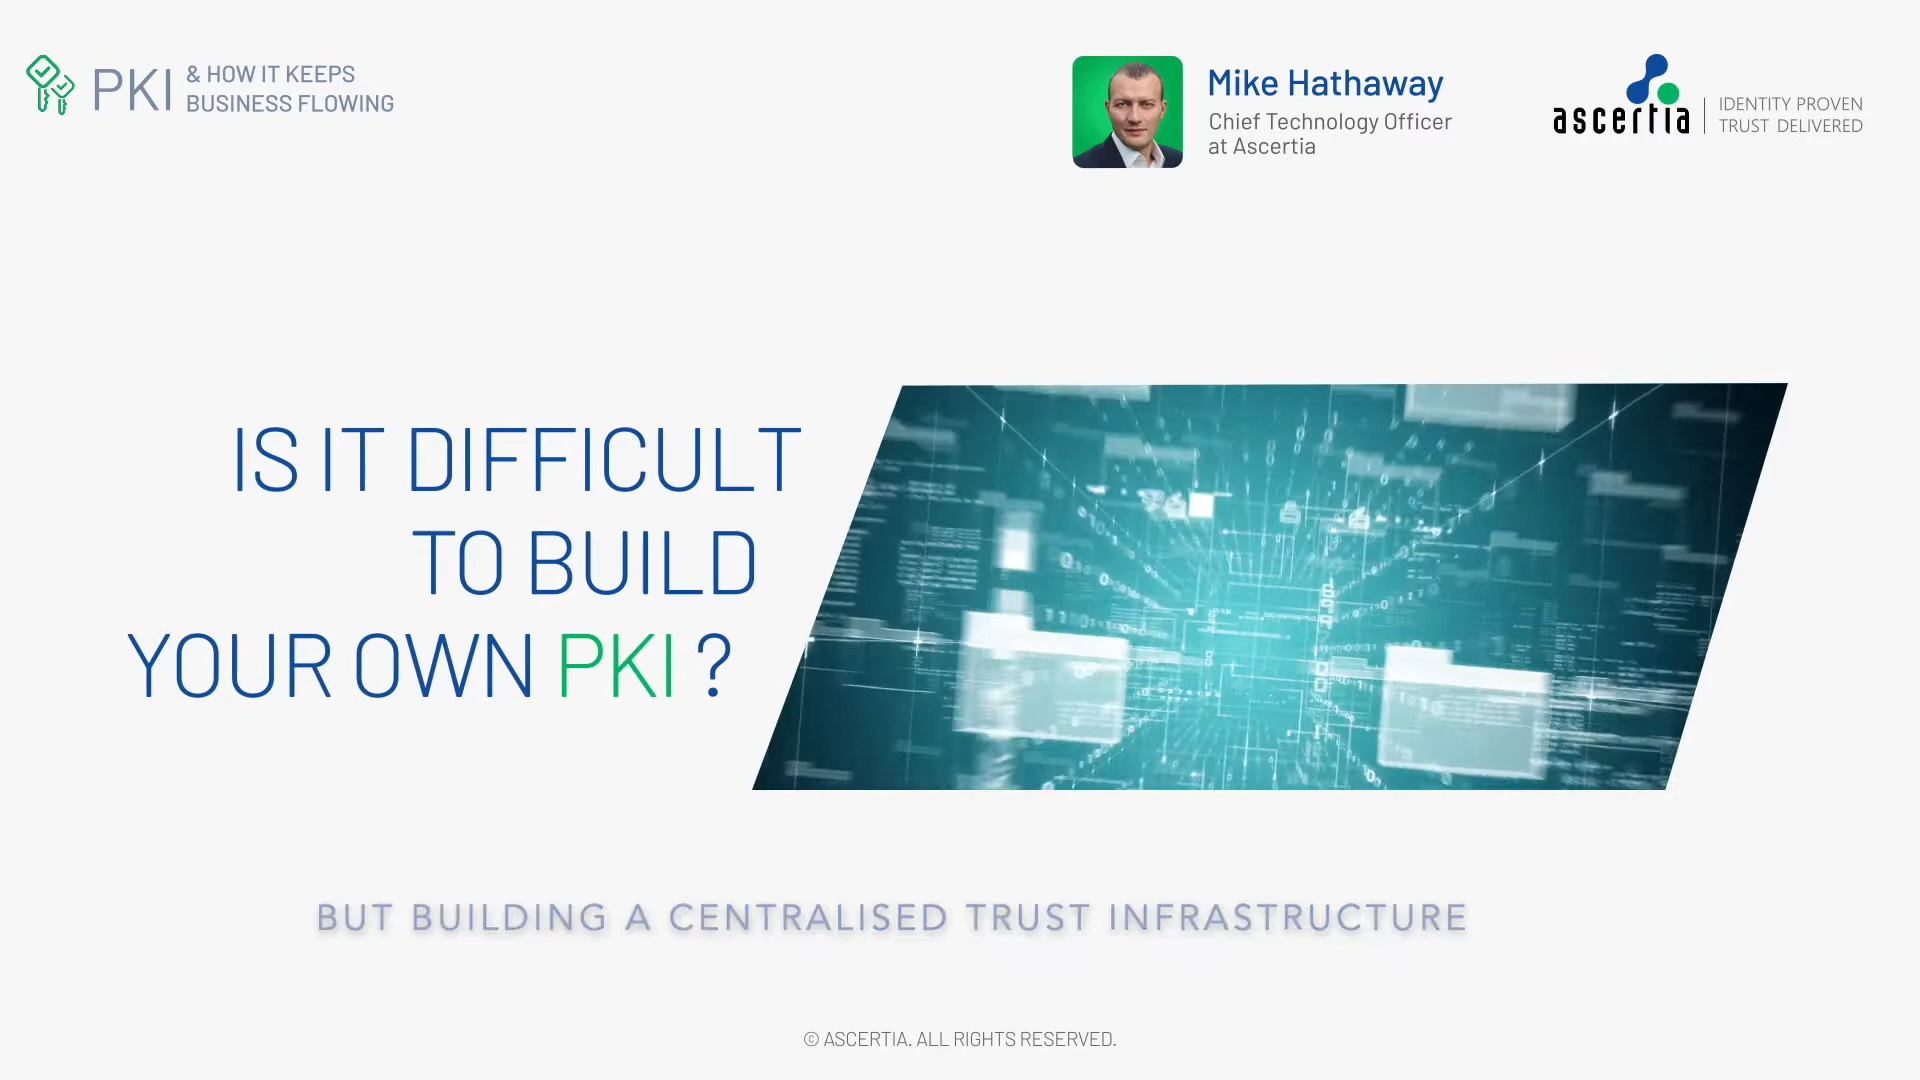 PKI & HOW IT KEEPS
BUSINESS FLOWING
Mike Hathaway
Chief Technology Officer
at Ascertia
ascertia
IDENTITY PROVEN
TRUST DELIVERED
IS IT DIFFICULT
TO BUILD
YOUR OWN PKI ?
BUT BUILDING A CENTRALISED TRUST INFRASTRUCTURE
© ASCERTIA. ALL RIGHTS RESERVED.